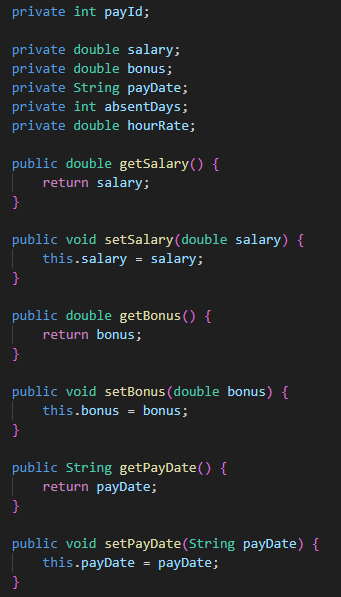 private int payId;
private double salary;
private double bonus;
private String payDate;
private int absentDays;
private double hourRate;
public double getSalary() {
return salary;
}
public void setSalary(double salary) {
this.salary = salary;
}
public double getBonus() {
return bonus;
}
public void setBonus(double bonus) {
this.bonus = bonus;
}
public String getPayDate() {
return payDate;
}
public void setPayDate(String payDate) {
this.payDate = payDate;
}